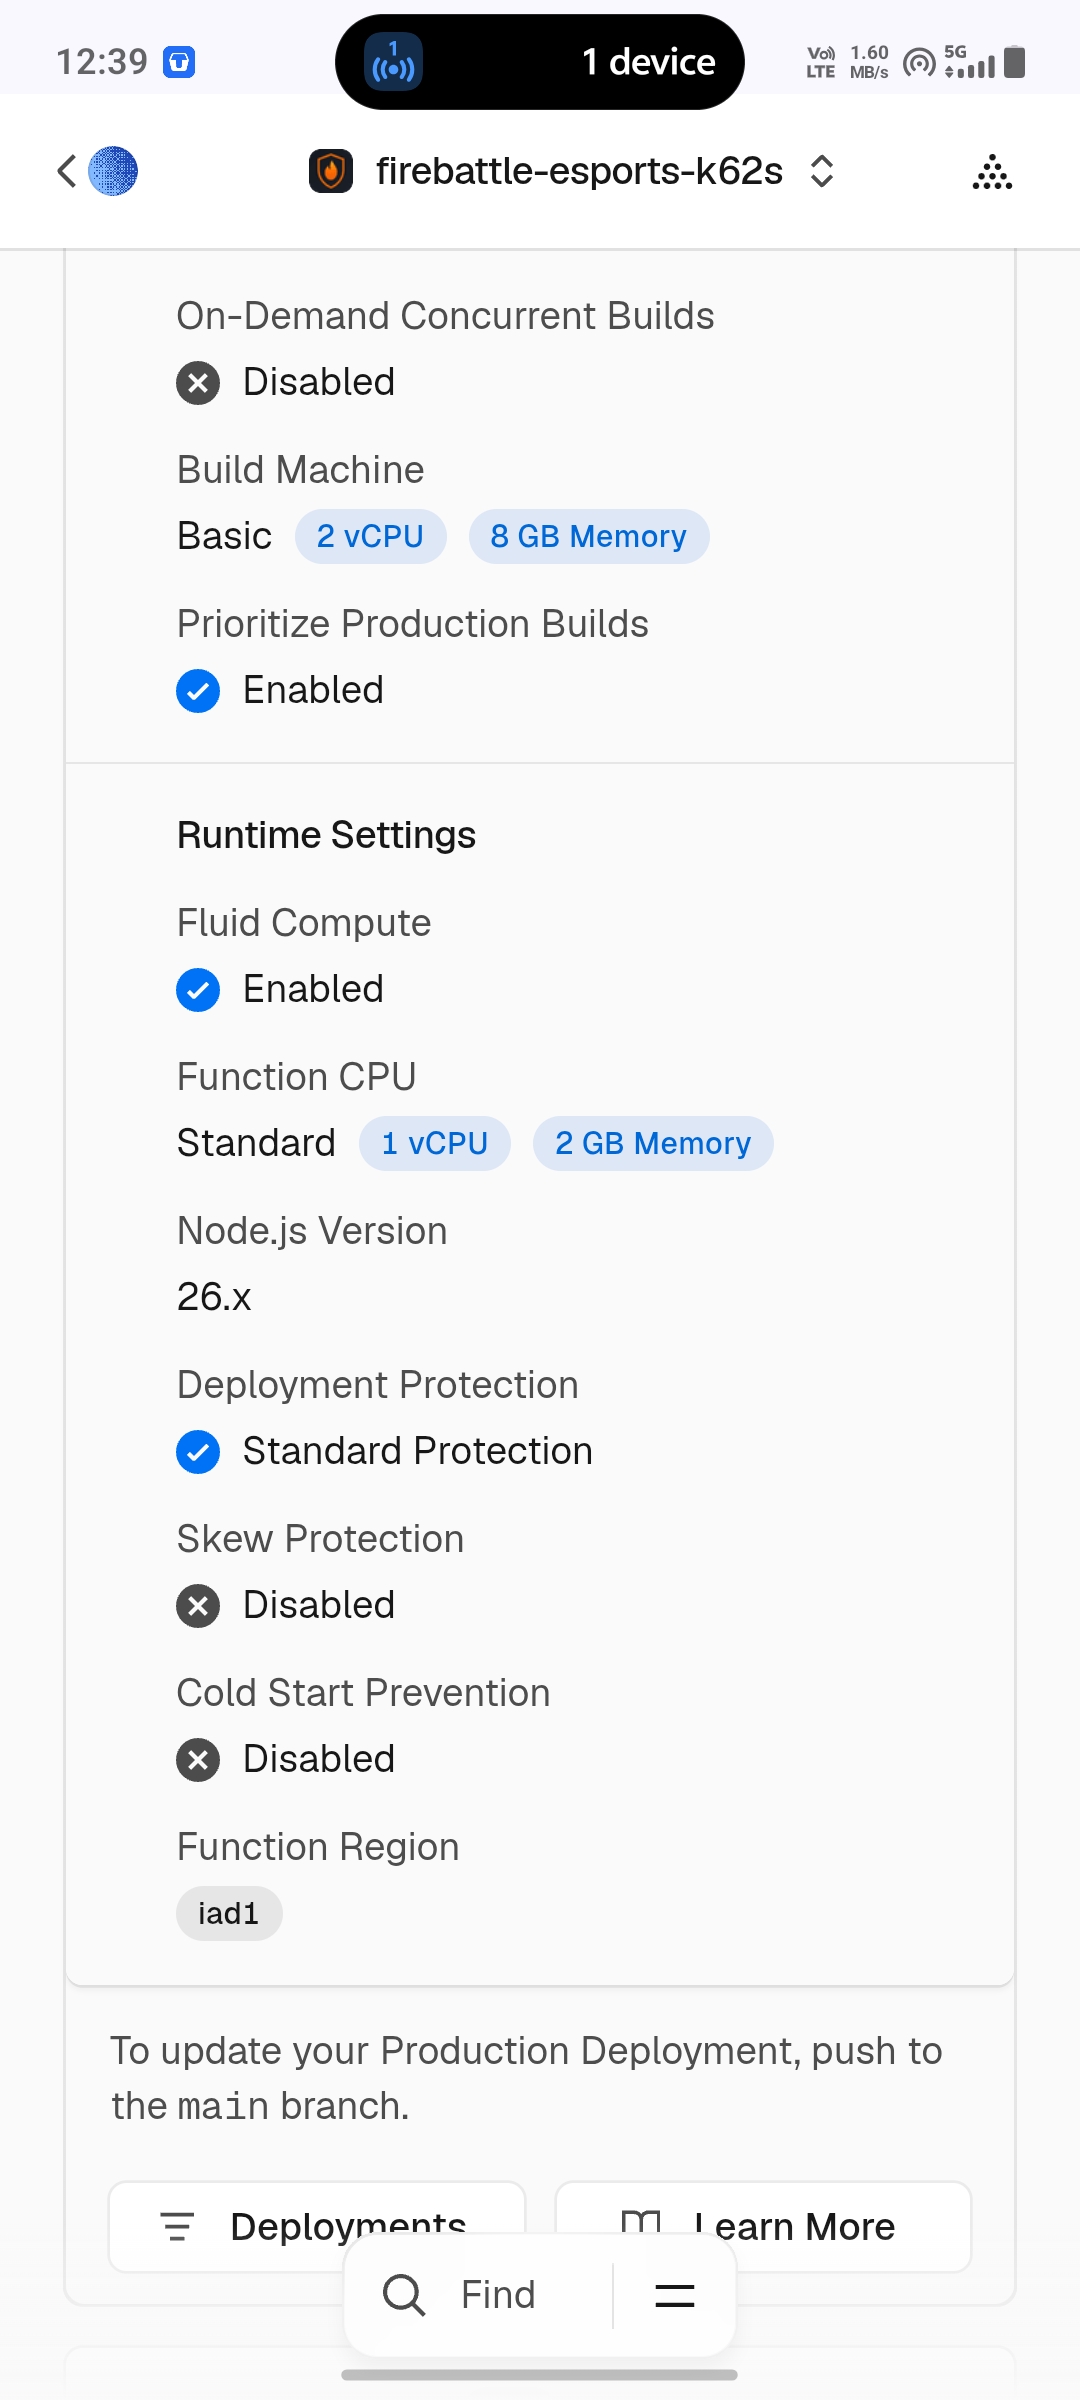 12:39
1
1 device
Vo) LTE
1.60 MB/s
5G
firebattle-esports-k62s
On-Demand Concurrent Builds
Disabled
Build Machine
Basic 2 vCPU 8 GB Memory
Prioritize Production Builds
Enabled
Runtime Settings
Fluid Compute
Enabled
Function CPU
Standard 1 vCPU 2 GB Memory
Node.js Version
26.x
Deployment Protection
Standard Protection
Skew Protection
Disabled
Cold Start Prevention
Disabled
Function Region
iad1
To update your Production Deployment, push to
the main branch.
Deployments Learn More
Find